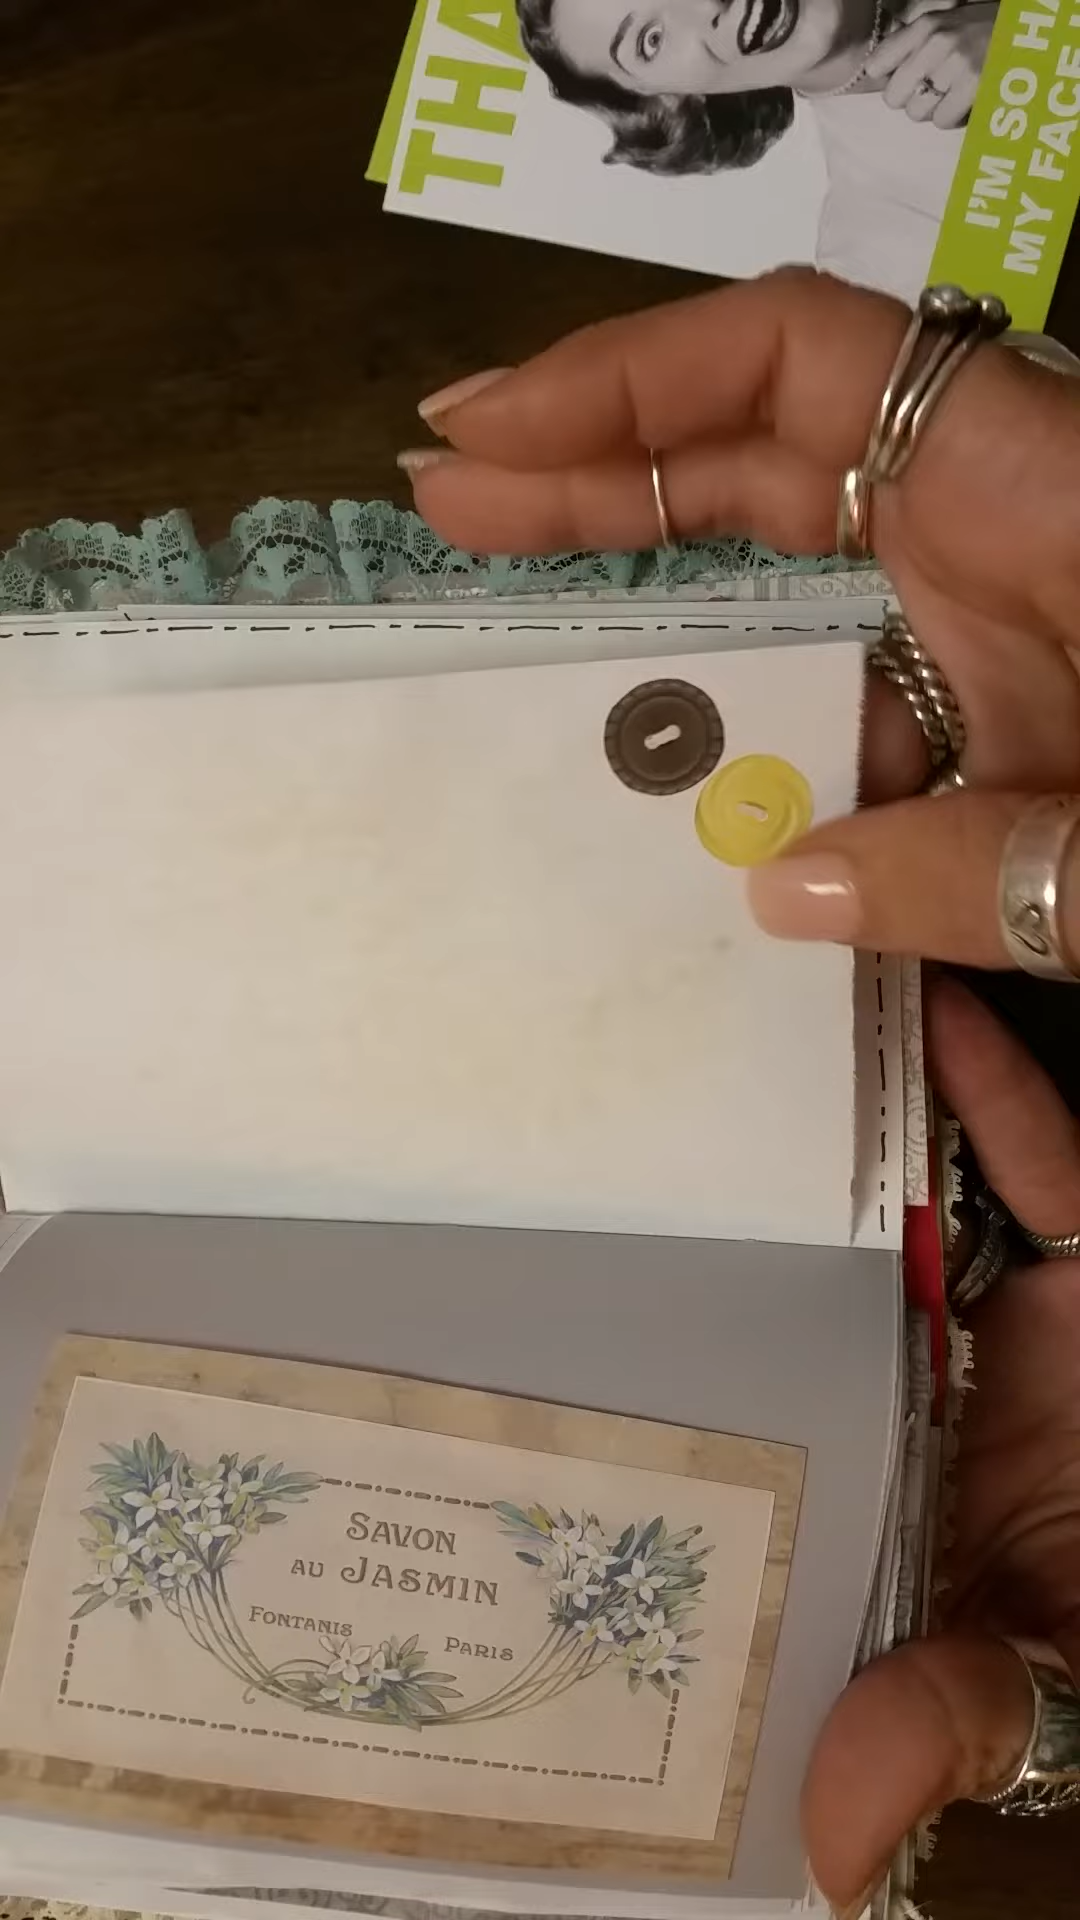 THA
I'M SO HA
MY FACE
SAVON
AU JASMIN
FONTANIS PARIS